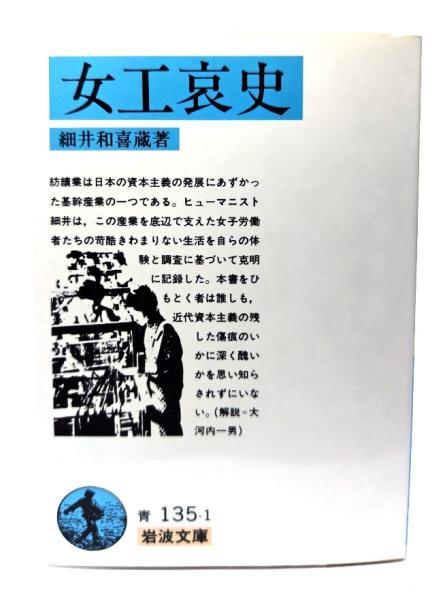 女工哀史
細井和喜蔵著
紡績業は日本の資本主義の発展にあずかっ
た基幹産業の一つである。ヒューマニスト
細井は，この産業を底辺で支えた女子労働
者たちの苛酷きわまりない生活を自らの体
験と調査に基づいて克明
に記録した。本書をひ
もとく者は誰しも，
近代資本主義の残
した傷痕のい
かに深く醜い
かを思い知ら
されずにいな
い。(解説＝大
河内一男)
青 135-1
岩波文庫